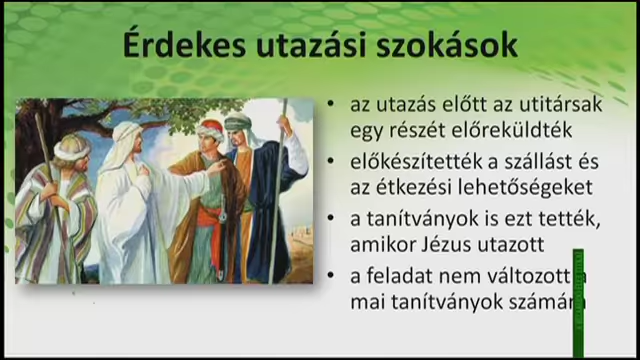 Érdekes utazási szokások
• az utazás előtt az utitársak
egy részét előreküldték
• előkészítették a szállást és
az étkezési lehetőségeket
• a tanítványok is ezt tették,
amikor Jézus utazott
• a feladat nem változott a
mai tanítványok számára